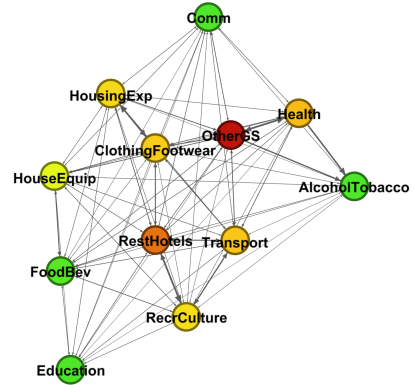 Comm
HousingExp
Health
OtherGS
ClothingFootwear
HouseEquip
AlcoholTobacco
RestHotels
Transport
FoodBev
RecrCulture
Education